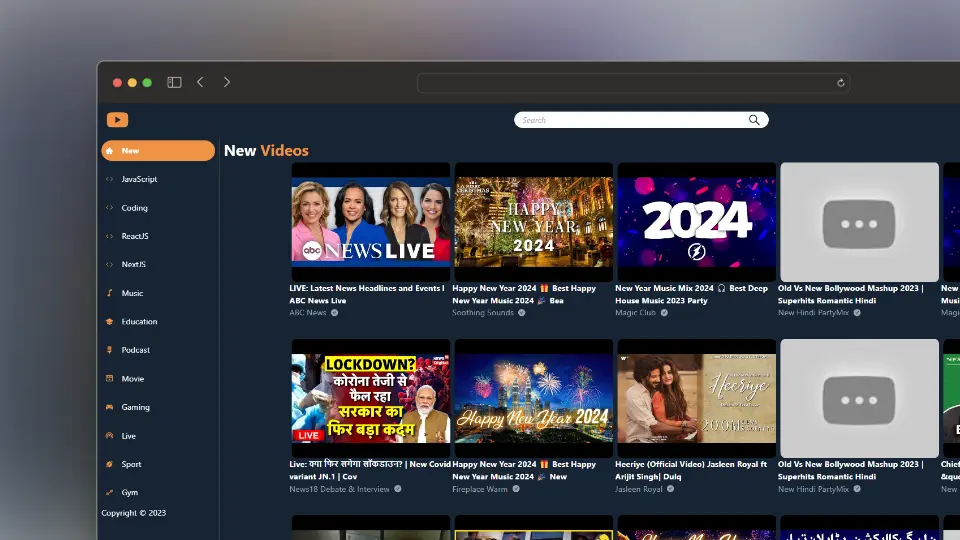 Search
New
New Videos
JavaScript
Coding
ReactJS
NextJS
Music
Education
Podcast
Movie
Gaming
Live
Sport
Gym
Copyright © 2023
abc NEWS LIVE
LIVE: Latest News Headlines and Events l
ABC News Live
ABC News
HAPPY
NEW YEAR
2024
Happy New Year 2024 🎁 Best Happy
New Year Music 2024 🎉 Bea
Soothing Sounds
2024
New Year Music Mix 2024 🎧 Best Deep
House Music 2023 Party
Magic Club
Old Vs New Bollywood Mashup 2023 |
Superhits Romantic Hindi
New Hindi PartyMix
New
Musi
Magi
LOCKDOWN?
कोरोना तेजी से
फैल रहा
सरकार का
फिर बड़ा कदम
LIVE
Live: क्या फिर लगेगा लॉकडाउन? | New Covid
variant JN.1 | Cov
News18 Debate & Interview
Happy New Year 2024
Happy New Year 2024 🎁 Best Happy
New Year Music 2024 🎉 New
Fireplace Warm
Heeriye
Heeriye (Official Video) Jasleen Royal ft
Arijit Singh| Dulq
Jasleen Royal
Old Vs New Bollywood Mashup 2023 |
Superhits Romantic Hindi
New Hindi PartyMix
Chief
&quo
New